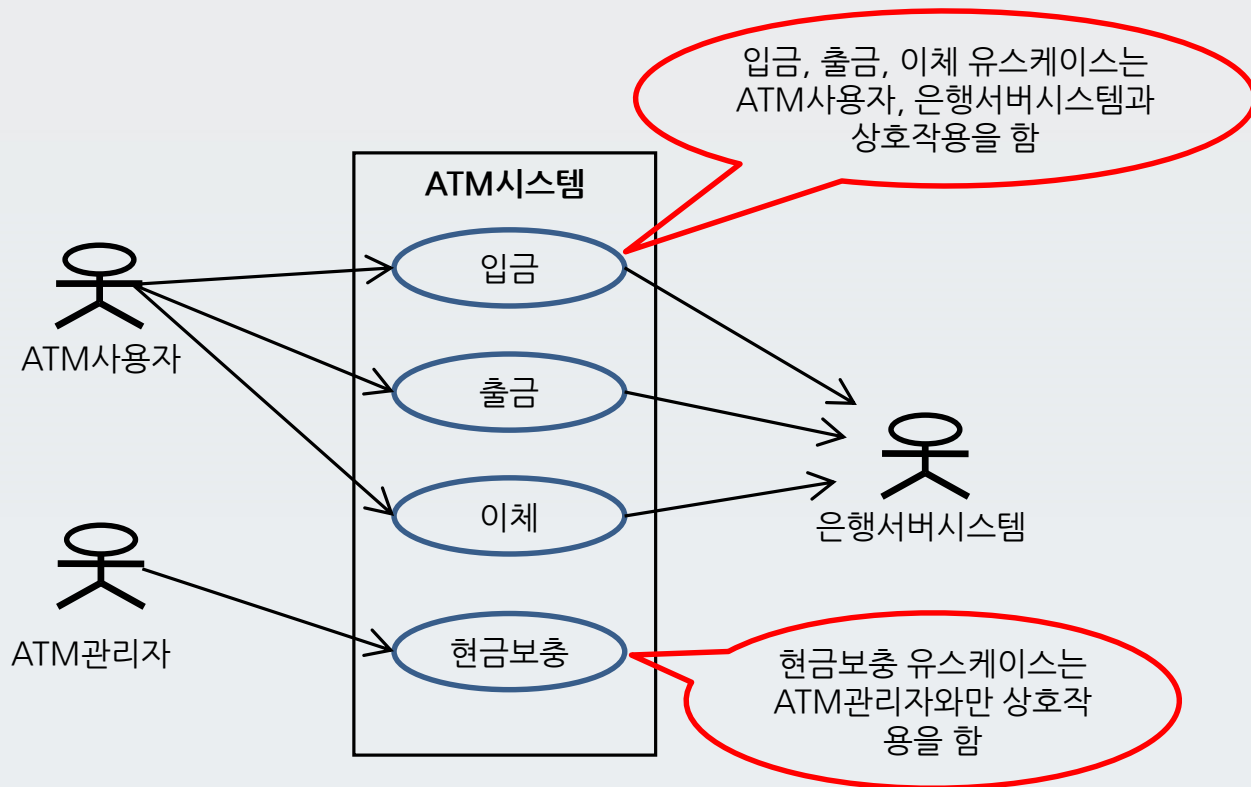 입금, 출금, 이체 유스케이스는
ATM사용자, 은행서버시스템과
상호작용을 함
ATM시스템
입금
ATM사용자
출금
은행서버시스템
이체
ATM관리자
현금보충
현금보충 유스케이스는
ATM관리자와만 상호작
용을 함